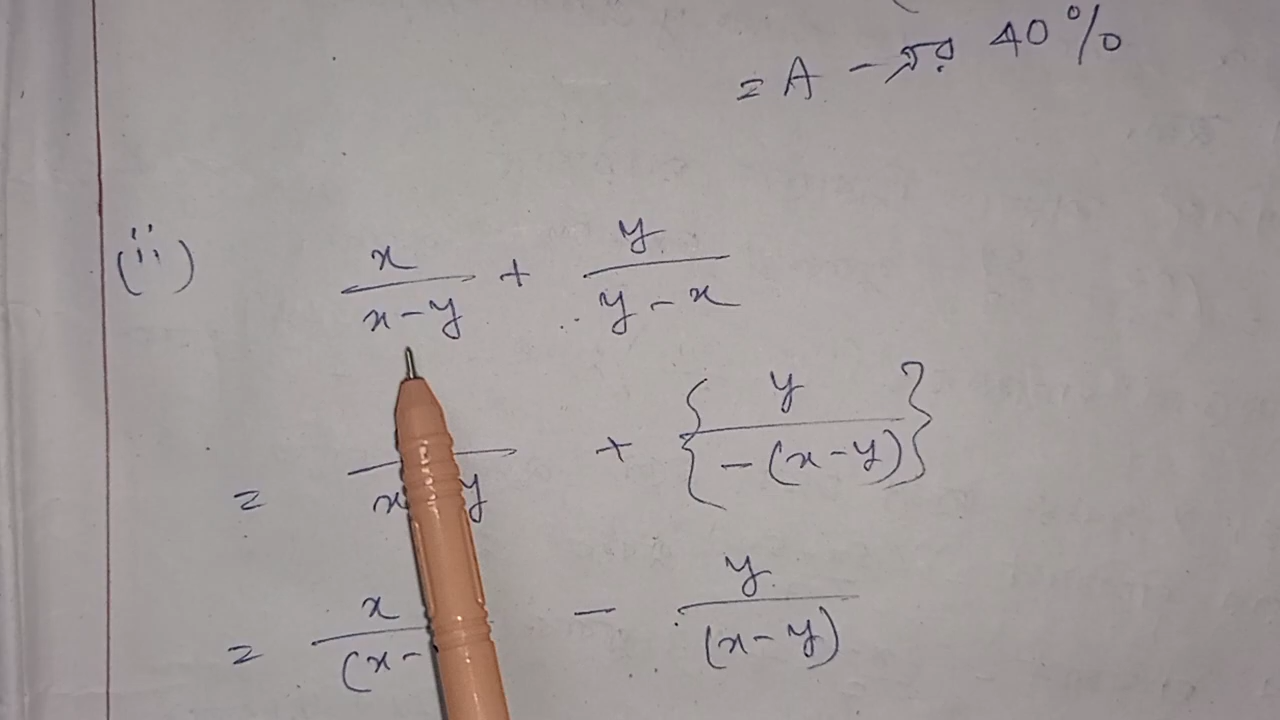 = A - 40%
(ii) x/(x-y) + y/(y-x)
= /(x y) + {y/(-(x-y))}
= x/(x- - y/(x-y)